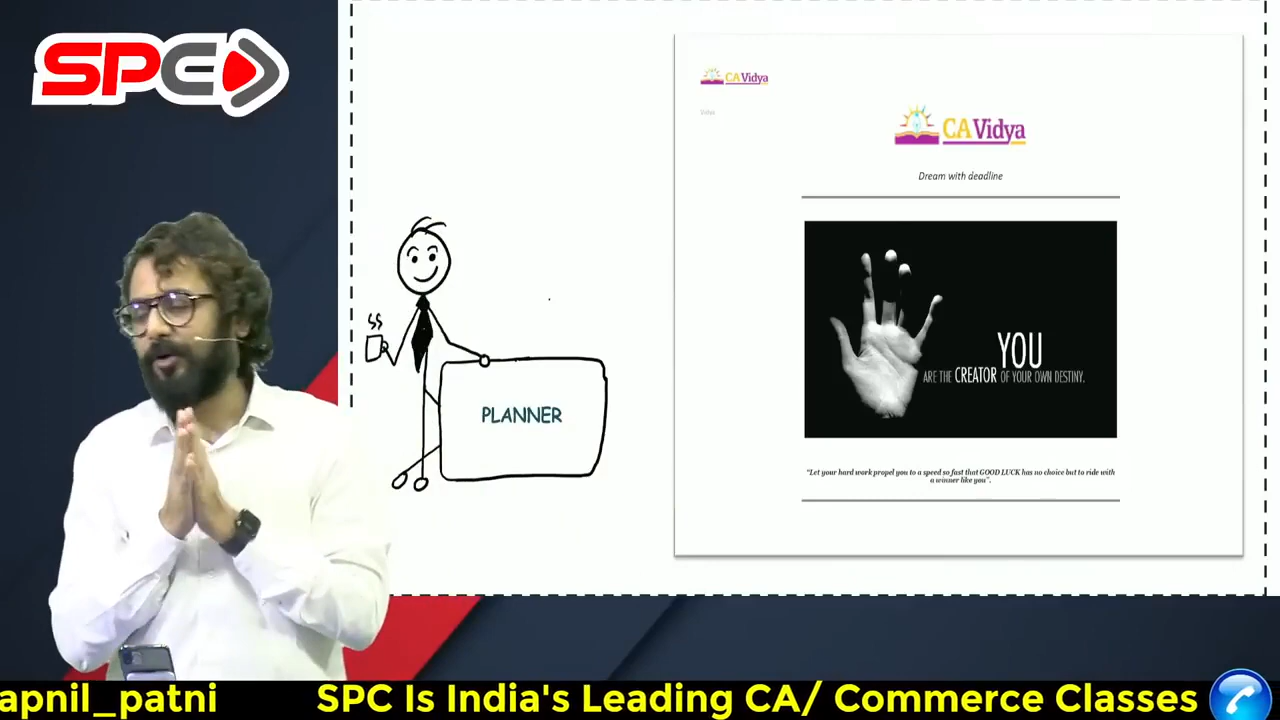 SPC
CA Vidya
CA Vidya
Dream with deadline
YOU
ARE THE CREATOR OF YOUR OWN DESTINY.
PLANNER
"Let your hard work propel you to a speed so fast that GOOD LUCK has no choice but to ride with
a winner like you".
apnil_patni
SPC Is India's Leading CA/ Commerce Classes